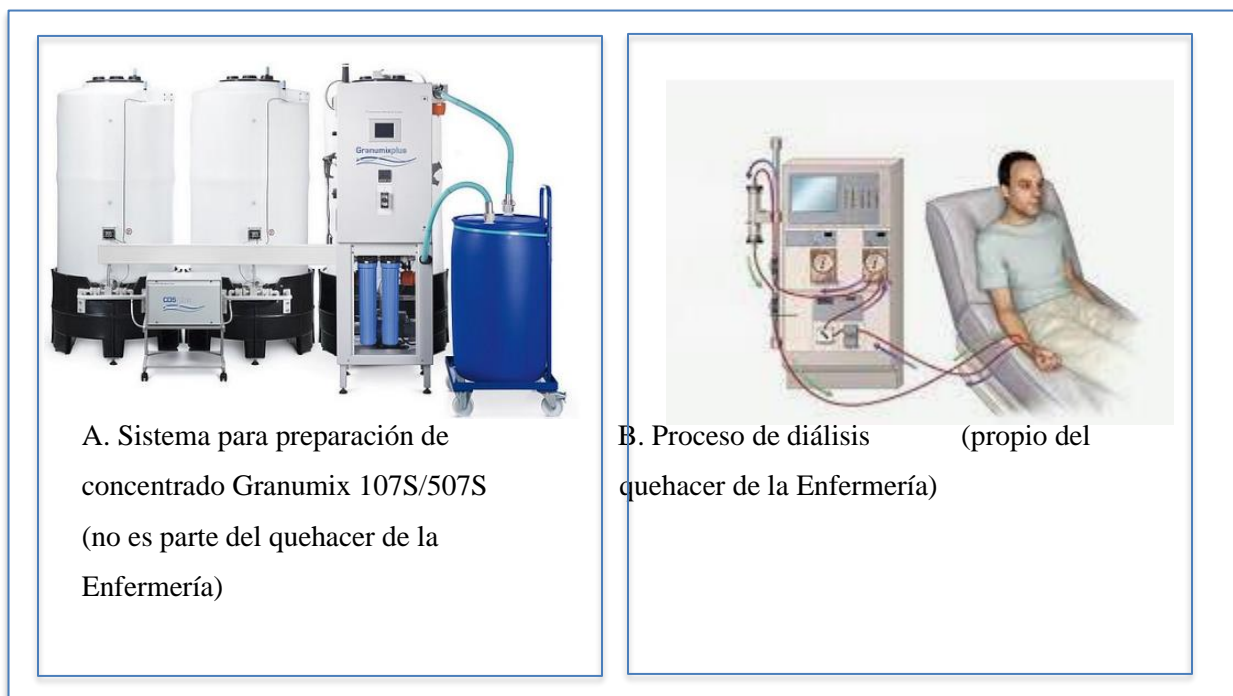 Granumixplus
CDSplus
A. Sistema para preparación de
concentrado Granumix 107S/507S
(no es parte del quehacer de la
Enfermería)
B. Proceso de diálisis (propio del
quehacer de la Enfermería)